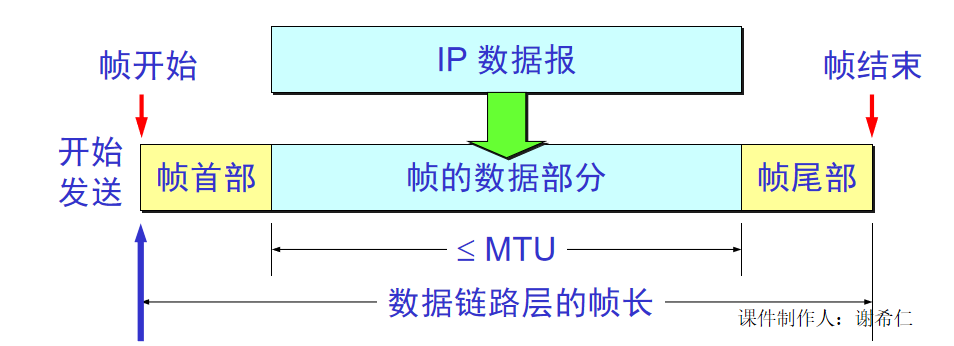 IP 数据报
帧开始
帧结束
开始
发送
帧首部
帧的数据部分
帧尾部
≤ MTU
数据链路层的帧长
课件制作人：谢希仁